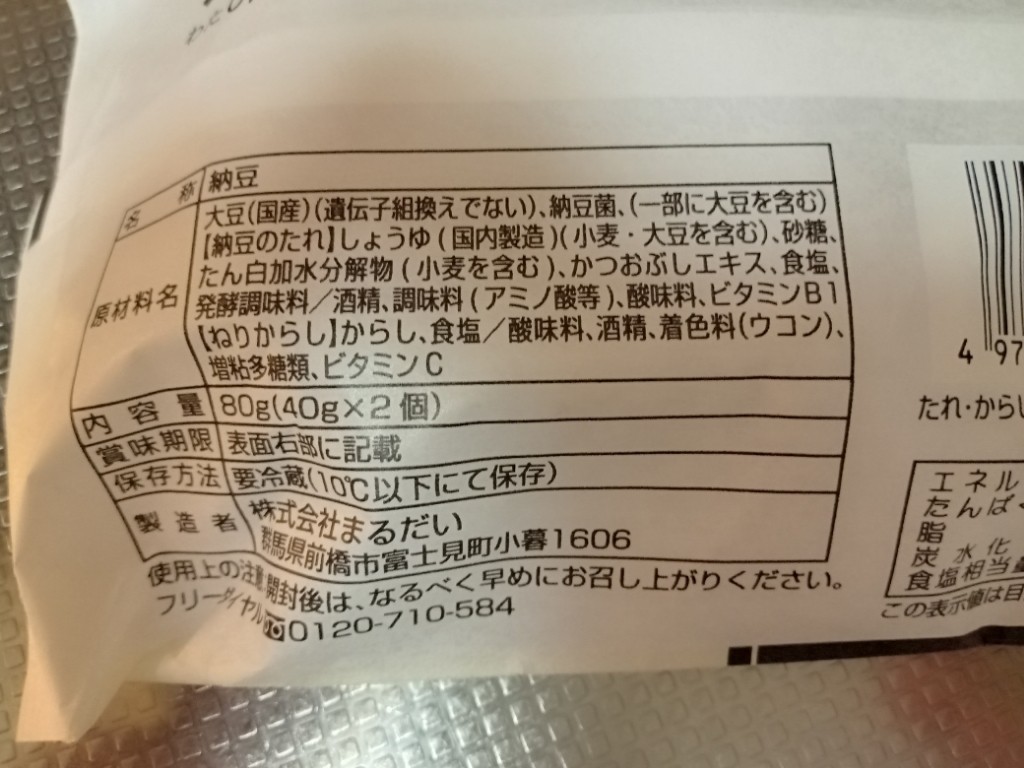 名称 納豆
原材料名 大豆(国産)(遺伝子組換えでない)、納豆菌、(一部に大豆を含む)
【納豆のたれ】しょうゆ(国内製造)(小麦・大豆を含む)、砂糖、
たん白加水分解物(小麦を含む)、かつおぶしエキス、食塩、
発酵調味料/酒精、調味料(アミノ酸等)、酸味料、ビタミンB1
【ねりからし】からし、食塩/酸味料、酒精、着色料(ウコン)、
増粘多糖類、ビタミンC
内容量 80g(40g×2個)
賞味期限 表面右部に記載
保存方法 要冷蔵(10℃以下にて保存)
製造者 株式会社まるだい
群馬県前橋市富士見町小暮1606
使用上の注意 開封後は、なるべく早めにお召し上がりください。
フリーダイヤル 0120-710-584
4 97
たれ・からし
エネル
たんぱく
脂
炭水化
食塩相当量
この表示値は目